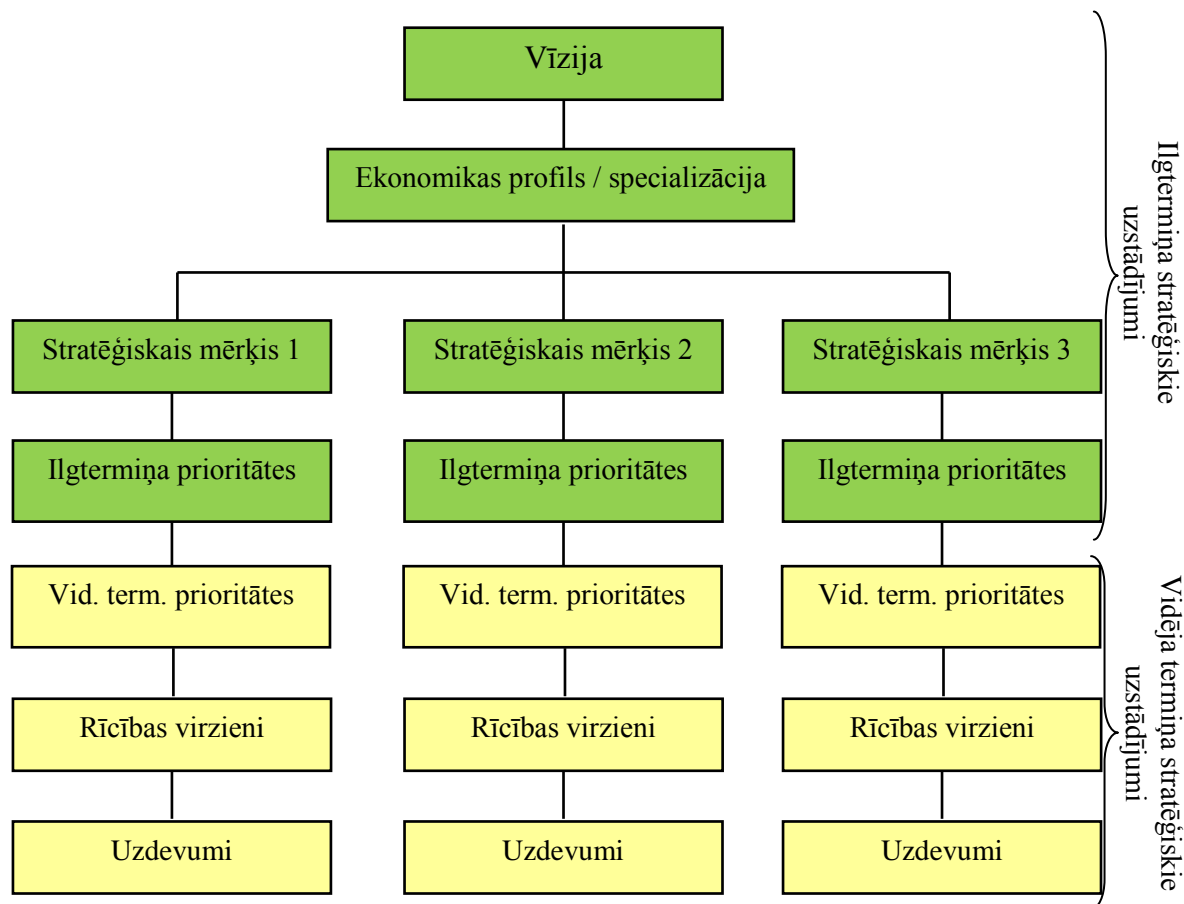 Vīzija
Ekonomikas profils / specializācija
Stratēģiskais mērķis 1
Stratēģiskais mērķis 2
Stratēģiskais mērķis 3
Ilgtermiņa prioritātes
Ilgtermiņa prioritātes
Ilgtermiņa prioritātes
Ilgtermiņa stratēģiskie
uzstādījumi
Vid. term. prioritātes
Vid. term. prioritātes
Vid. term. prioritātes
Rīcības virzieni
Rīcības virzieni
Rīcības virzieni
Uzdevumi
Uzdevumi
Uzdevumi
Vidēja termiņa stratēģiskie
uzstādījumi